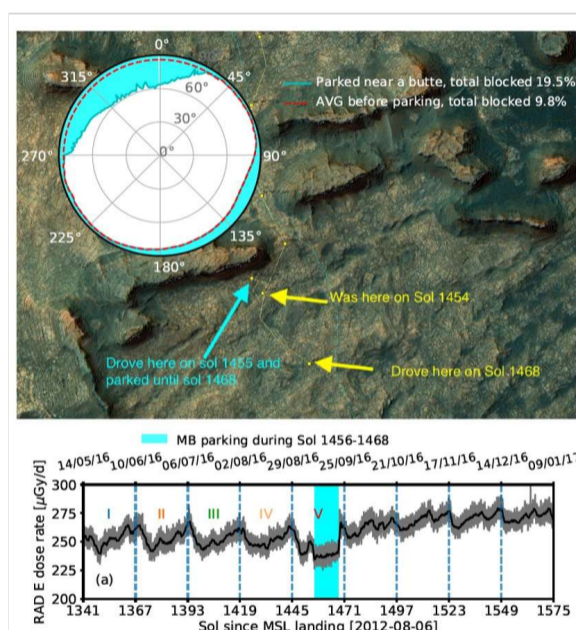 0°
45°
90°
135°
180°
225°
270°
315°
60°
30°
0°
Parked near a butte, total blocked 19.5%
AVG before parking, total blocked 9.8%
Was here on Sol 1454
Drove here on sol 1455 and
parked until sol 1468
Drove here on Sol 1468
MB parking during Sol 1456-1468
14/05/16 10/06/16 06/07/16 02/08/16 29/08/16 25/09/16 21/10/16 17/11/16 14/12/16 09/01/17
RAD E dose rate [μGy/d]
300
275
250
225
200
I II III IV V
(a)
1341 1367 1393 1419 1445 1471 1497 1523 1549 1575
Sol since MSL landing [2012-08-06]